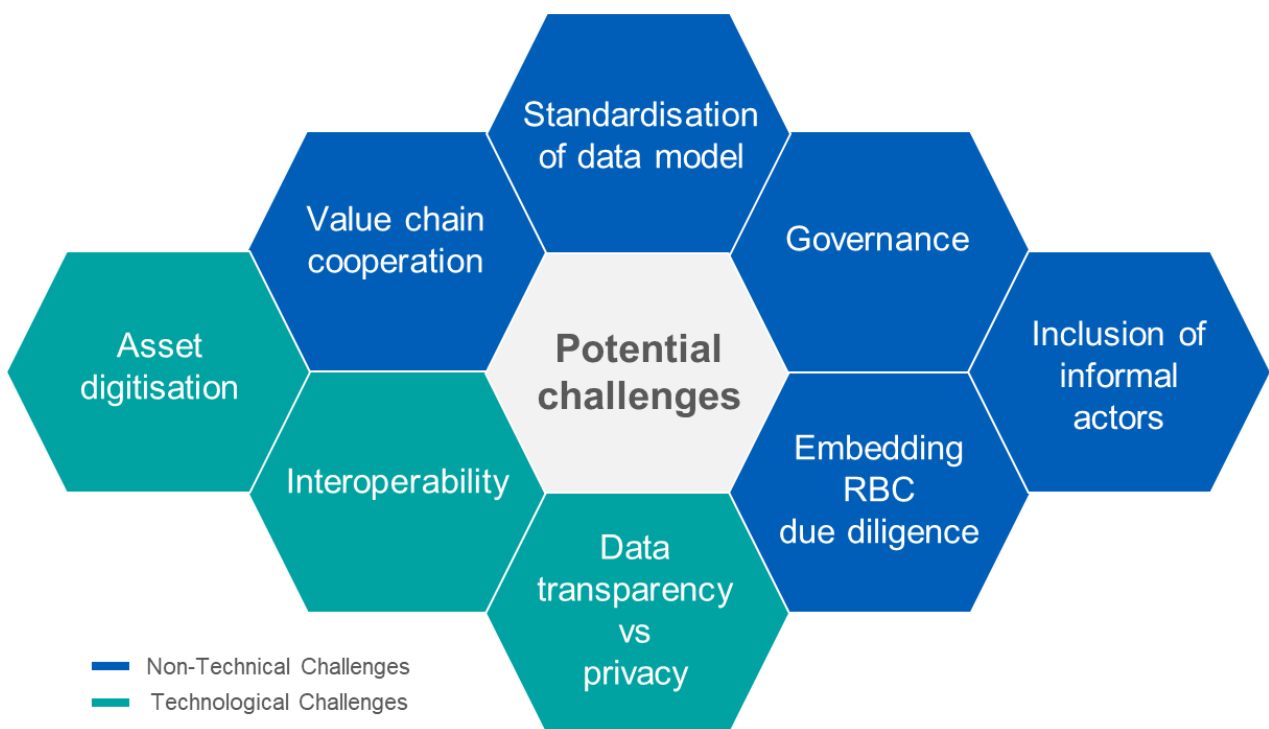 Standardisation
of data model
Value chain
cooperation
Governance
Asset
digitisation
Potential
challenges
Inclusion of
informal
actors
Interoperability
Embedding
RBC
due diligence
Data
transparency
vs
privacy
Non-Technical Challenges
Technological Challenges